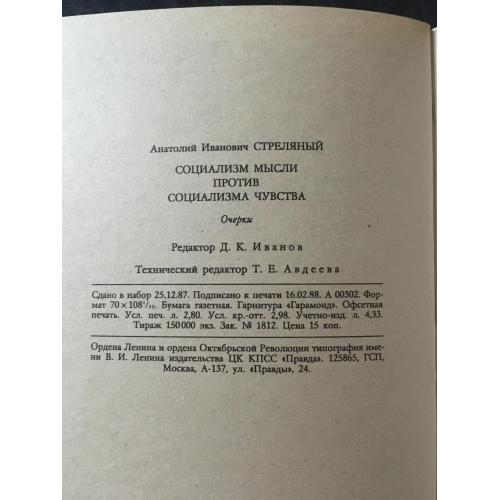 Анатолий Иванович СТРЕЛЯНЫЙ
СОЦИАЛИЗМ МЫСЛИ
ПРОТИВ
СОЦИАЛИЗМА ЧУВСТВА
Очерки
Редактор Д. К. Иванов
Технический редактор Т. Е. Авдеева
Сдано в набор 25.12.87. Подписано к печати 16.02.88. А 00302. Фор-
мат 70 × 108 1/32. Бумага газетная. Гарнитура «Гарамонд». Офсетная
печать. Усл. печ. л. 2,80. Усл. кр.-отт. 2,98. Учетно-изд. л. 4,33.
Тираж 150 000 экз. Зак. № 1812. Цена 15 коп.
Ордена Ленина и ордена Октябрьской Революции типография име-
ни В. И. Ленина издательства ЦК КПСС «Правда». 125865, ГСП,
Москва, А-137, ул. «Правды», 24.